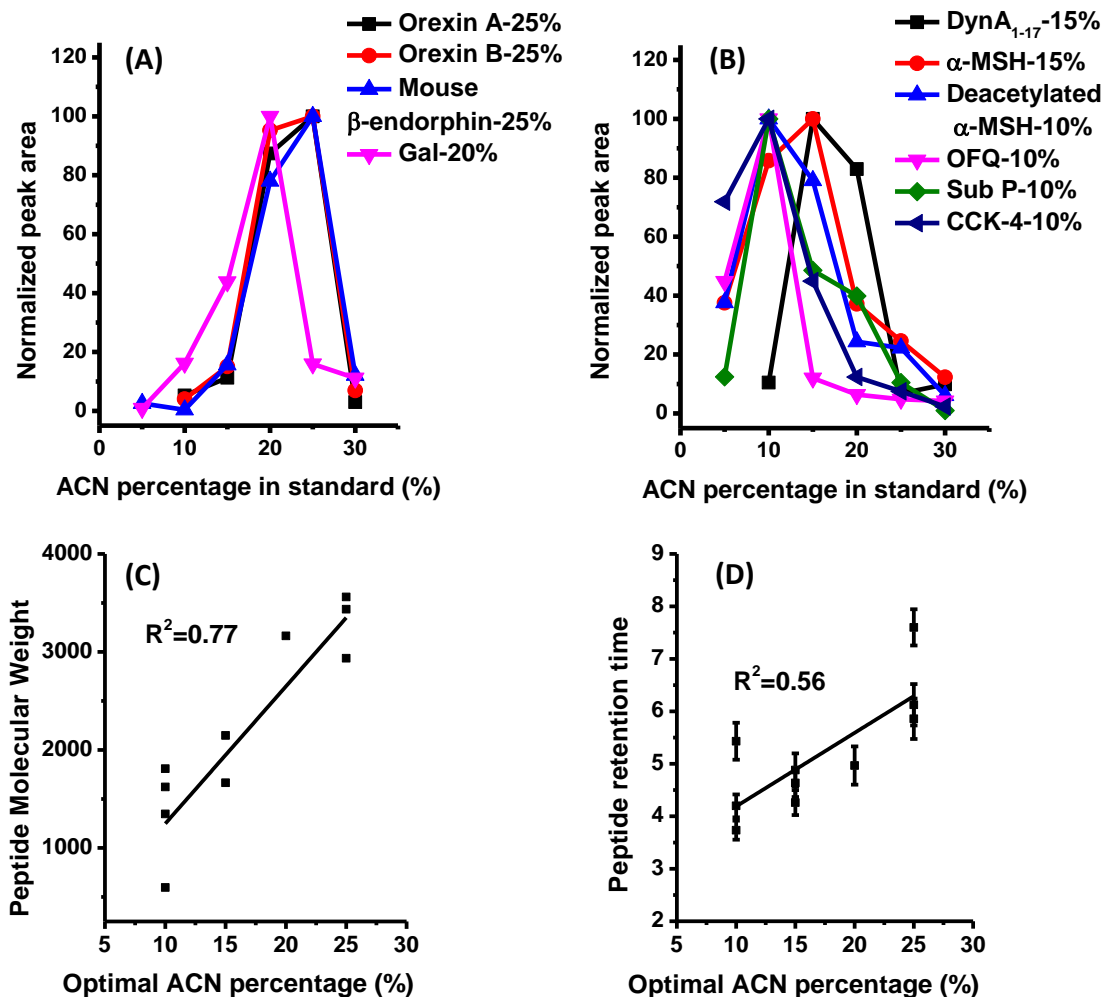 (A)
Orexin A-25%
Orexin B-25%
Mouse
β-endorphin-25%
Gal-20%
Normalized peak area
120
100
80
60
40
20
0
0 10 20 30
ACN percentage in standard (%)
(B)
DynA1-17-15%
α-MSH-15%
Deacetylated
α-MSH-10%
OFQ-10%
Sub P-10%
CCK-4-10%
Normalized peak area
120
100
80
60
40
20
0
0 10 20 30
ACN percentage in standard (%)
(C)
R²=0.77
Peptide Molecular Weight
4000
3000
2000
1000
5 10 15 20 25 30
Optimal ACN percentage (%)
(D)
R²=0.56
Peptide retention time
9
8
7
6
5
4
3
2
5 10 15 20 25 30
Optimal ACN percentage (%)